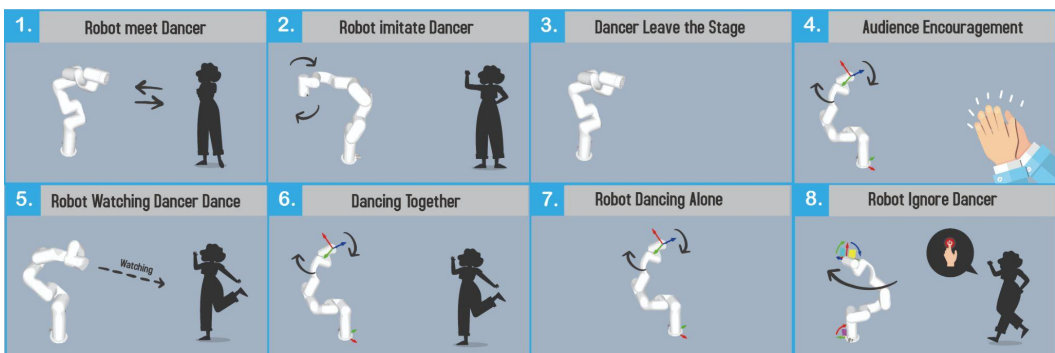 1. Robot meet Dancer
2. Robot imitate Dancer
3. Dancer Leave the Stage
4. Audience Encouragement
5. Robot Watching Dancer Dance
Watching
6. Dancing Together
7. Robot Dancing Alone
8. Robot Ignore Dancer